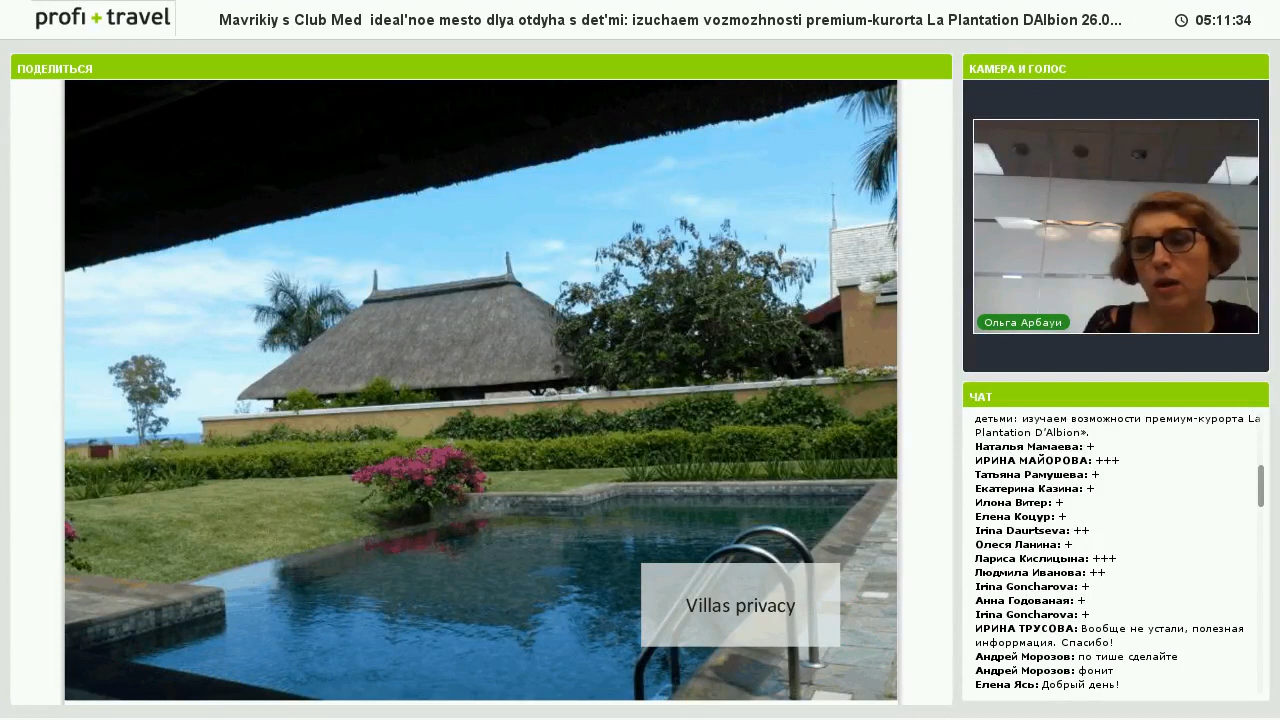 profi + travel
Mavrikiy s Club Med ideal'noe mesto dlya otdyha s det'mi: izuchaem vozmozhnosti premium-kurorta La Plantation DAlbion 26.0...
05:11:34
ПОДЕЛИТЬСЯ
Villas privacy
КАМЕРА И ГОЛОС
Ольга Арбауи
ЧАТ
детьми: изучаем возможности премиум-курорта La
Plantation D'Albion».
Наталья Мамаева: +
ИРИНА МАЙОРОВА: +++
Татьяна Рамушева: +
Екатерина Казина: +
Илона Витер: +
Елена Коцур: +
Irina Daurtseva: ++
Олеся Ланина: +
Лариса Кислицына: +++
Людмила Иванова: ++
Irina Goncharova: +
Анна Годованая: +
Irina Goncharova: +
ИРИНА ТРУСОВА: Вообще не устали, полезная
инфоррмация. Спасибо!
Андрей Морозов: по тише сделайте
Андрей Морозов: фонит
Елена Ясь: Добрый день!